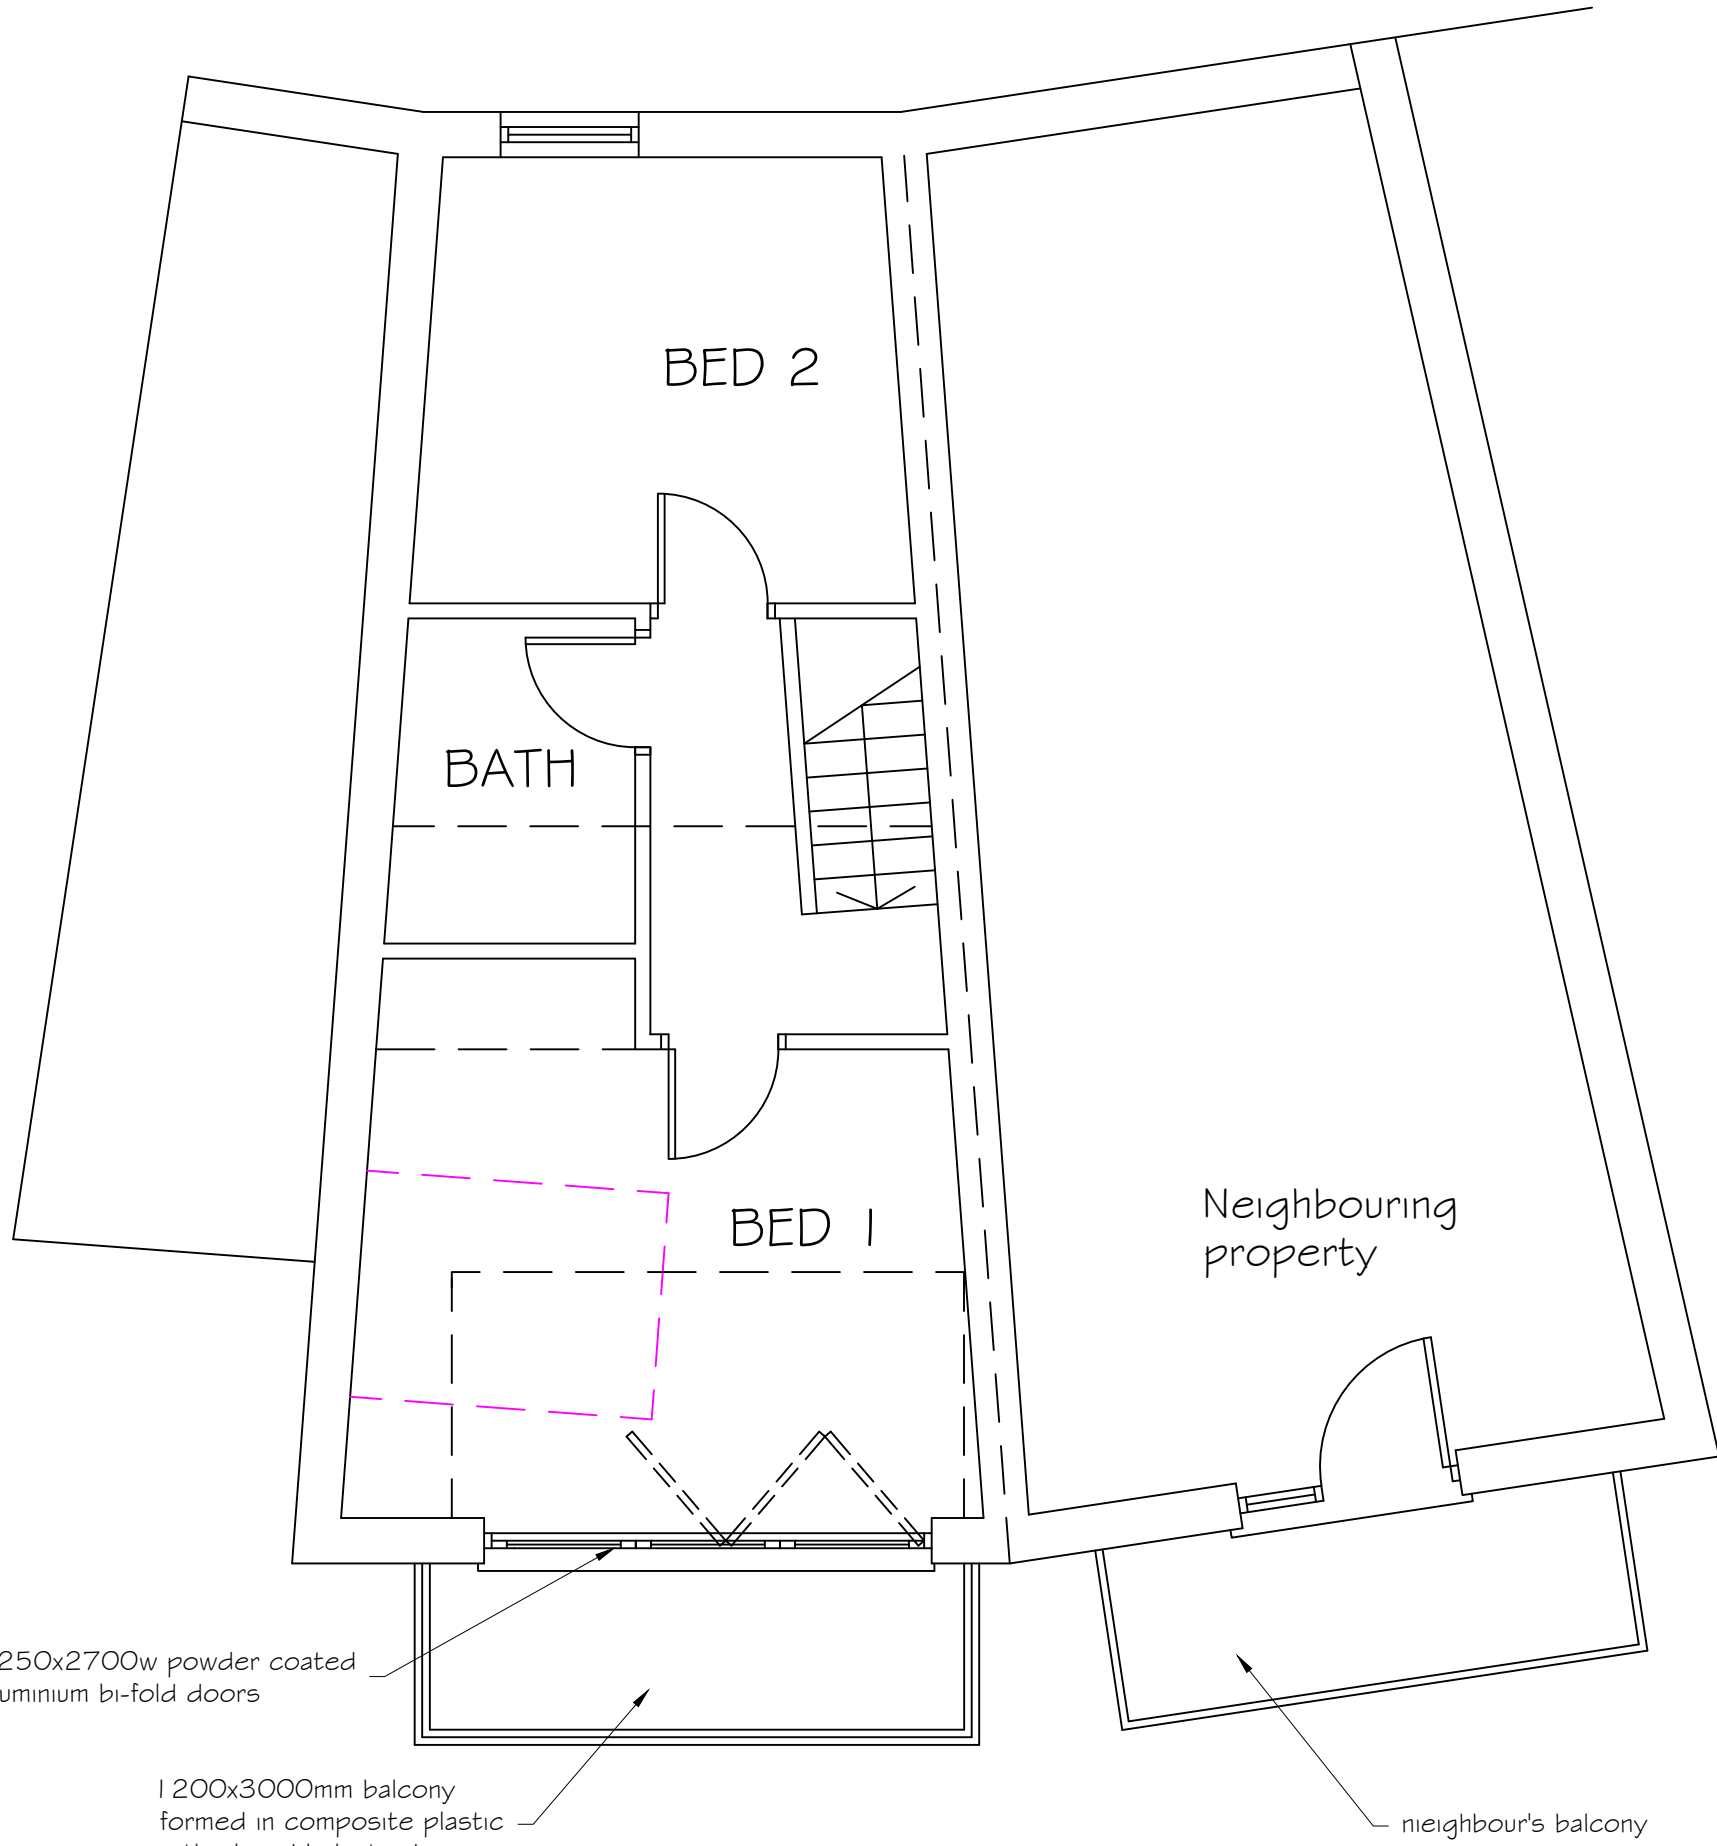 BED 2
BATH
BED 1
Neighbouring
property
250x2700w powder coated
bi-fold doors
1200x3000mm balcony
formed in composite plastic
nieighbour's balcony